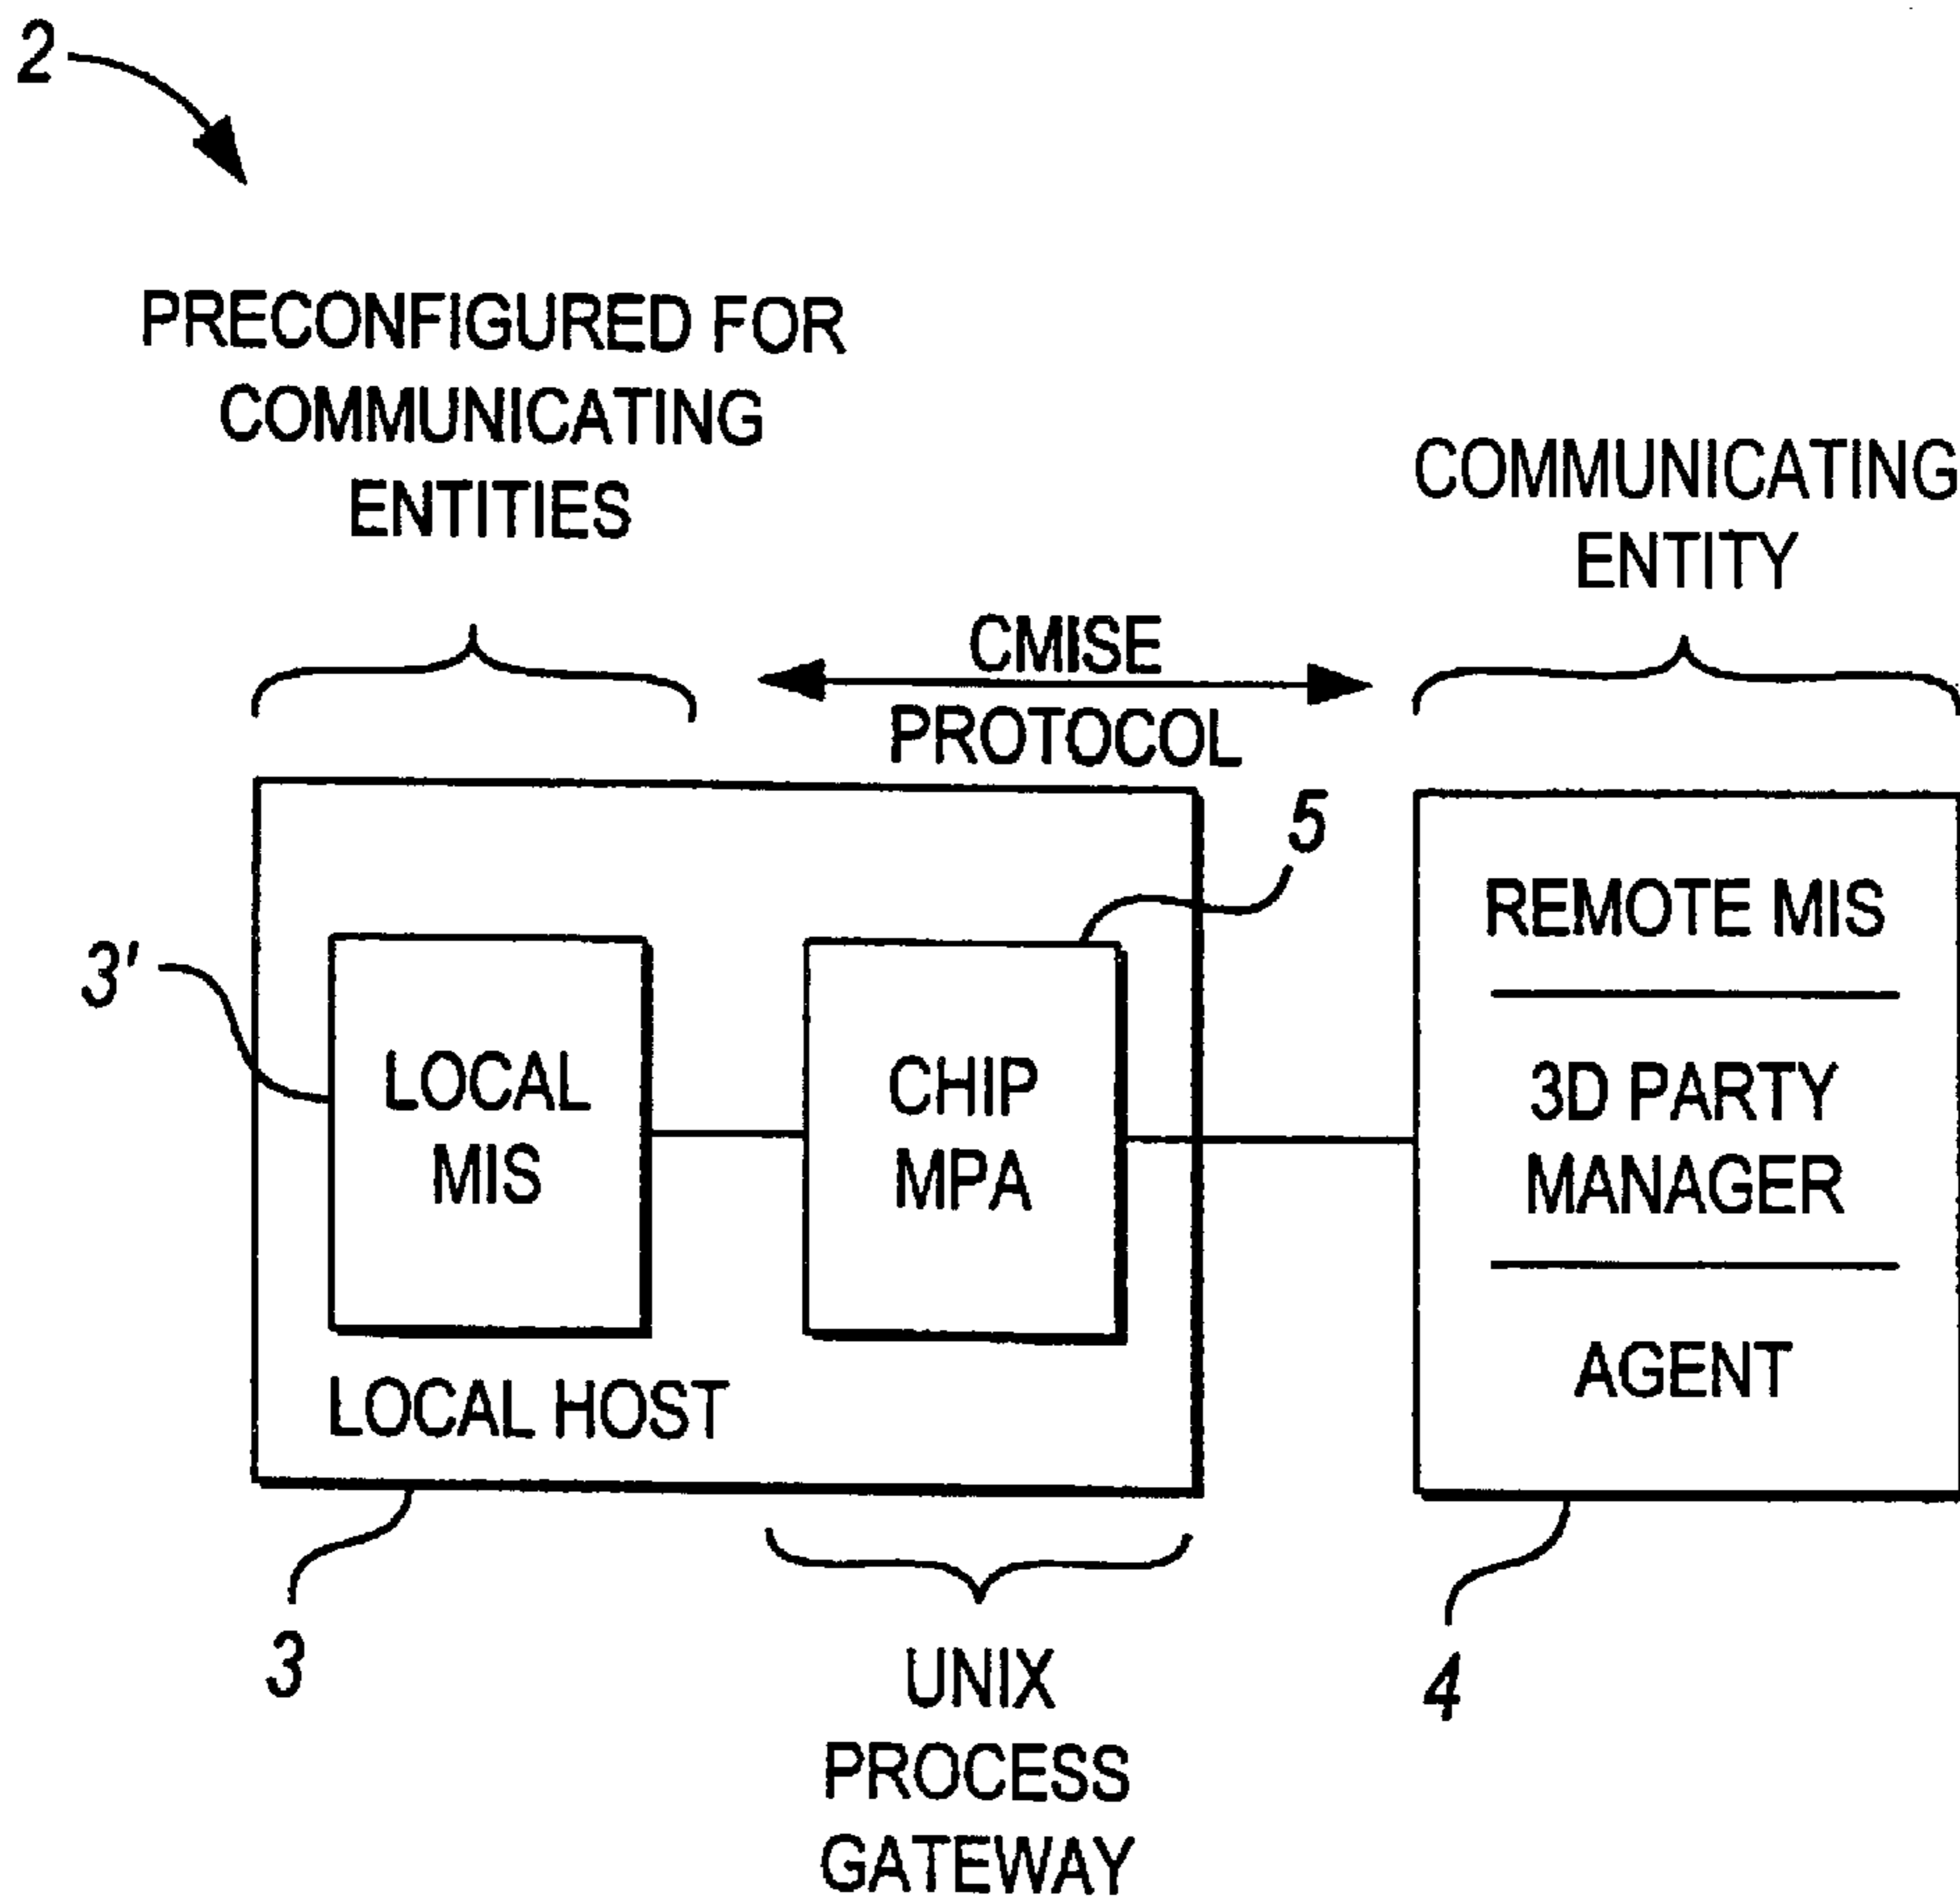 2
PRECONFIGURED FOR
COMMUNICATING
ENTITIES
COMMUNICATING
ENTITY
CMISE
PROTOCOL
5
3'
LOCAL
MIS
CHIP
MPA
LOCAL HOST
REMOTE MIS
3D PARTY
MANAGER
AGENT
3
4
UNIX
PROCESS
GATEWAY